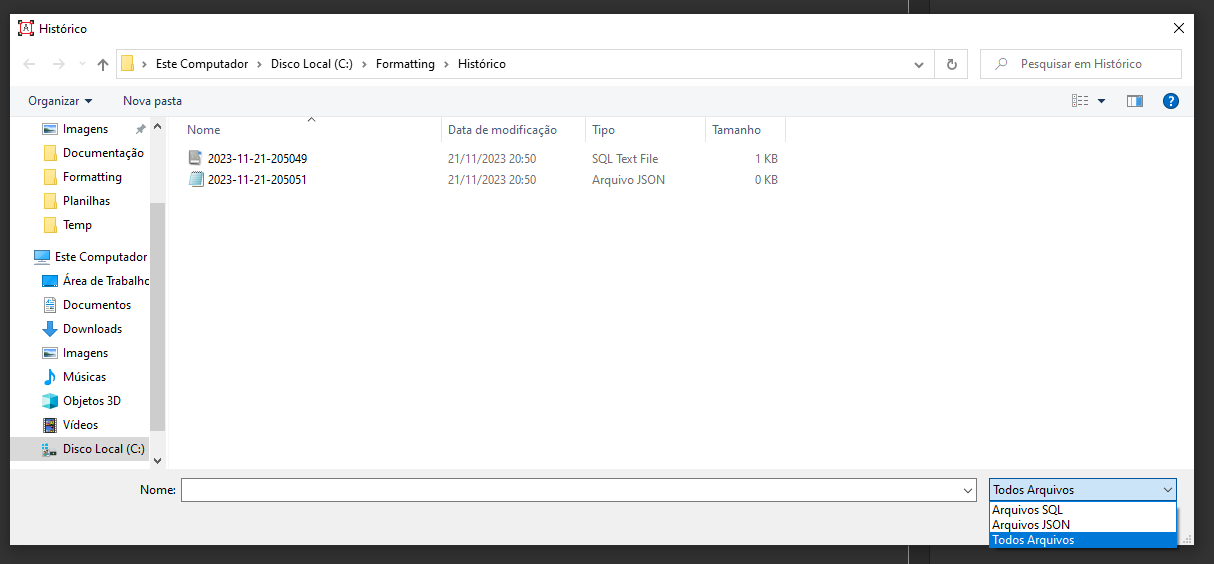 Histórico
Este Computador > Disco Local (C:) > Formatting > Histórico
Pesquisar em Histórico
Organizar
Nova pasta
?
Imagens
Documentação
Formatting
Planilhas
Temp
Este Computador
Área de Trabalho
Documentos
Downloads
Imagens
Músicas
Objetos 3D
Vídeos
Disco Local (C:)
Nome Data de modificação Tipo Tamanho
2023-11-21-205049 21/11/2023 20:50 SQL Text File 1 KB
2023-11-21-205051 21/11/2023 20:50 Arquivo JSON 0 KB
Nome:
Todos Arquivos
Arquivos SQL
Arquivos JSON
Todos Arquivos